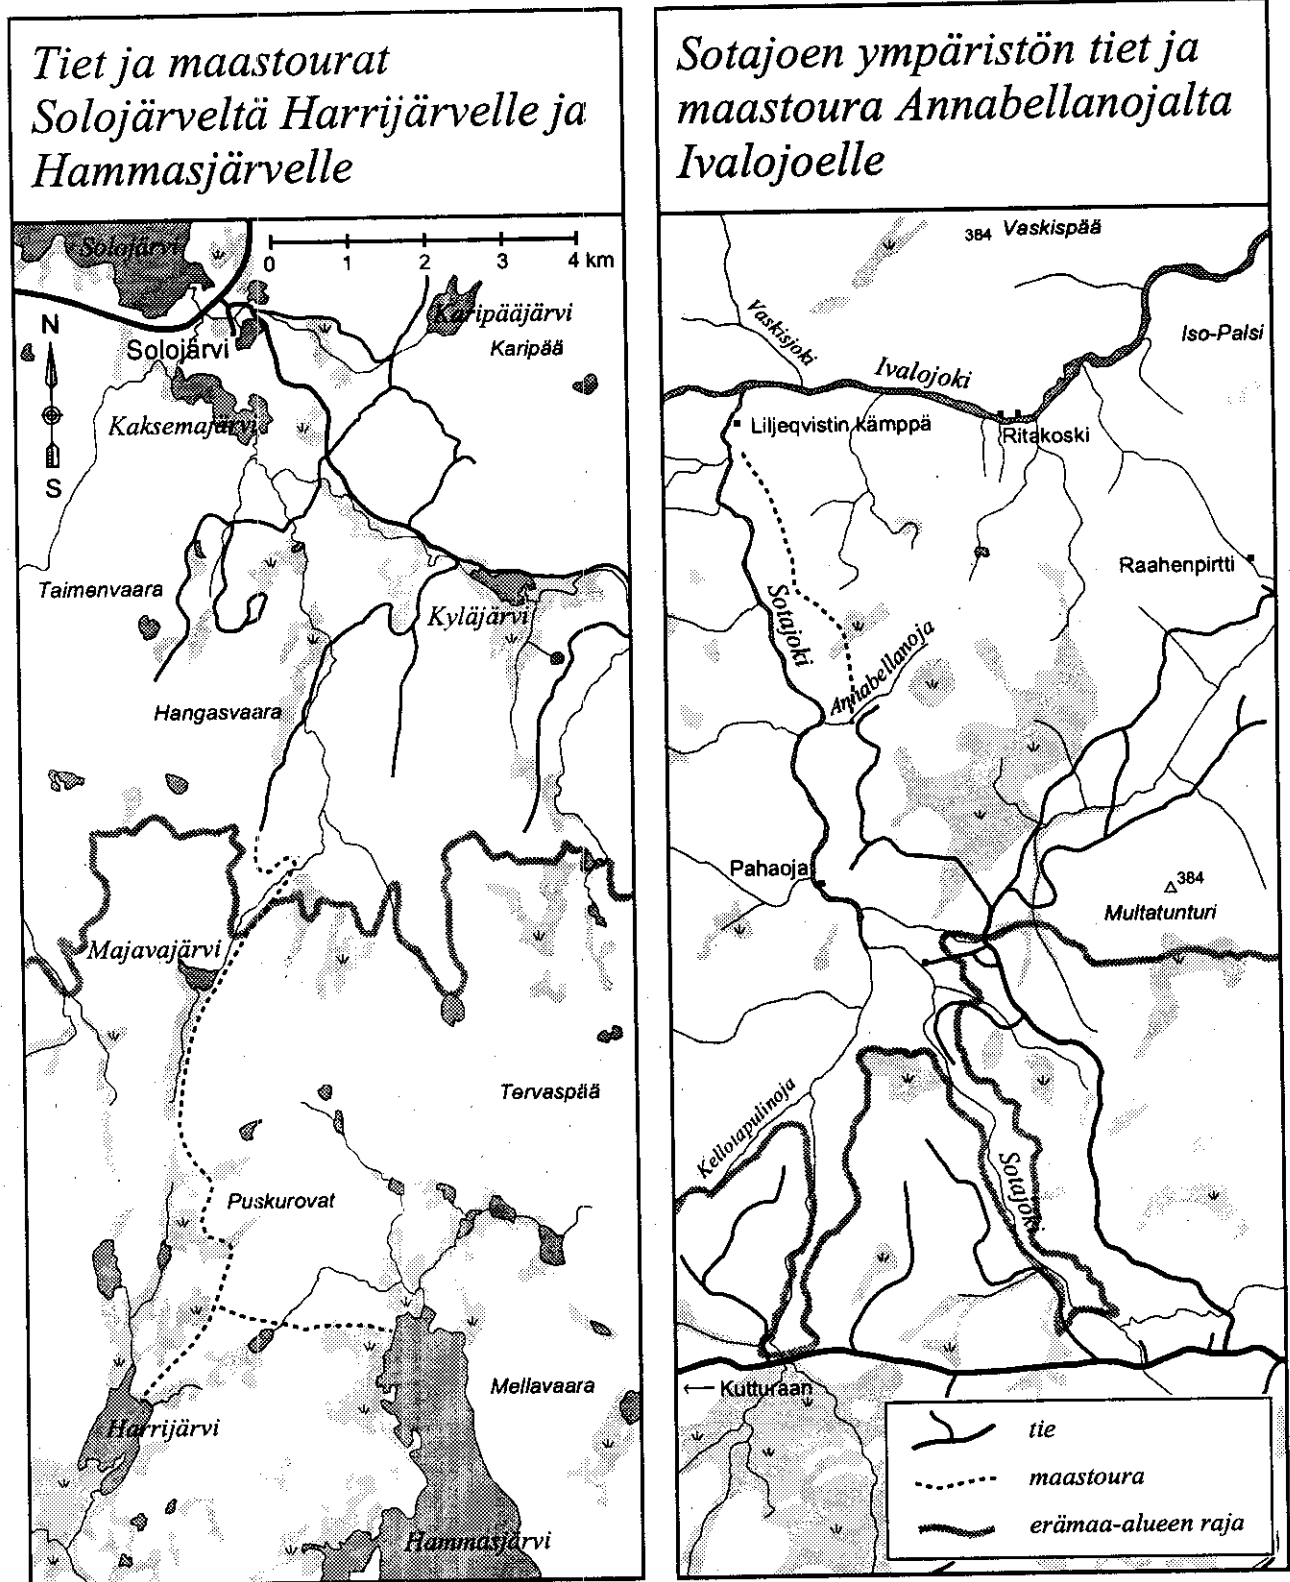 Tiet ja maastourat
Solojärveltä Harrijärvelle ja
Hammasjärvelle
Solojärvi
0 1 2 3 4 km
N
S
Karipääjärvi
Karipää
Solojärvi
Kaksemajärvi
Taimenvaara
Kyläjärvi
Hangasvaara
Majavajärvi
Tervaspää
Puskurovat
Mellavaara
Harrijärvi
Hammasjärvi
Sotajoen ympäristön tiet ja
maastoura Annabellanojalta
Ivalojoelle
384 Vaskispää
Vaskisjoki
Iso-Palsi
Ivalojoki
Liljeqvistin kämppä
Ritakoski
Raahenpirtti
Sotajoki
Annabellanoja
Pahaoja
384
Multatunturi
Kellotapulinoja
Sotajoki
← Kutturaan
tie
maastoura
erämaa-alueen raja